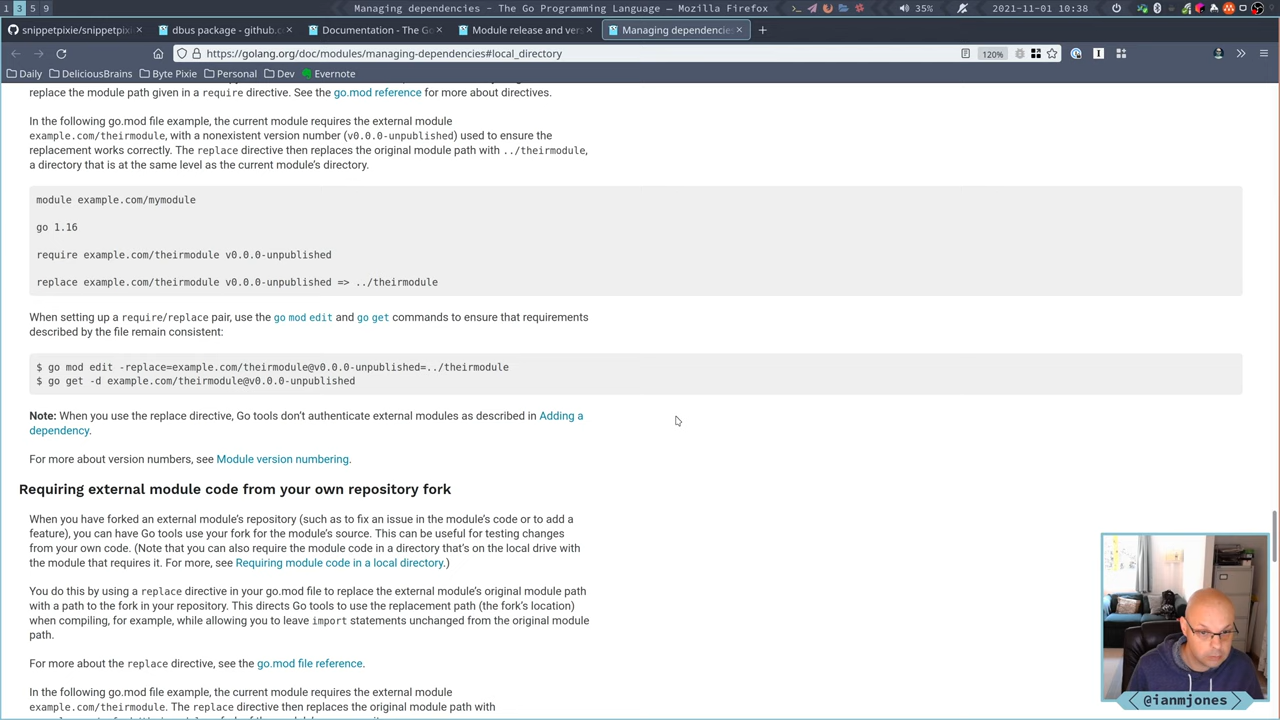 1 3 5 9
Managing dependencies - The Go Programming Language — Mozilla Firefox
35%
2021-11-01 10:38
snippetpixie/snippetpixi
dbus package - github.c
Documentation - The G
Module release and ver
Managing dependencie
https://golang.org/doc/modules/managing-dependencies#local_directory
120%
Daily
DeliciousBrains
Byte Pixie
Personal
Dev
Evernote
replace the module path given in a require directive. See the go.mod reference for more about directives.
In the following go.mod file example, the current module requires the external module
example.com/theirmodule, with a nonexistent version number (v0.0.0-unpublished) used to ensure the
replacement works correctly. The replace directive then replaces the original module path with ../theirmodule,
a directory that is at the same level as the current module's directory.
module example.com/mymodule
go 1.16
require example.com/theirmodule v0.0.0-unpublished
replace example.com/theirmodule v0.0.0-unpublished => ../theirmodule
When setting up a require/replace pair, use the go mod edit and go get commands to ensure that requirements
described by the file remain consistent:
$ go mod edit -replace=example.com/theirmodule@v0.0.0-unpublished=../theirmodule
$ go get -d example.com/theirmodule@v0.0.0-unpublished
Note: When you use the replace directive, Go tools don't authenticate external modules as described in Adding a
dependency.
For more about version numbers, see Module version numbering.
Requiring external module code from your own repository fork
When you have forked an external module's repository (such as to fix an issue in the module's code or to add a
feature), you can have Go tools use your fork for the module's source. This can be useful for testing changes
from your own code. (Note that you can also require the module code in a directory that's on the local drive with
the module that requires it. For more, see Requiring module code in a local directory.)
You do this by using a replace directive in your go.mod file to replace the external module's original module path
with a path to the fork in your repository. This directs Go tools to use the replacement path (the fork's location)
when compiling, for example, while allowing you to leave import statements unchanged from the original module
path.
For more about the replace directive, see the go.mod file reference.
In the following go.mod file example, the current module requires the external module
example.com/theirmodule. The replace directive then replaces the original module path with
@ianmjones